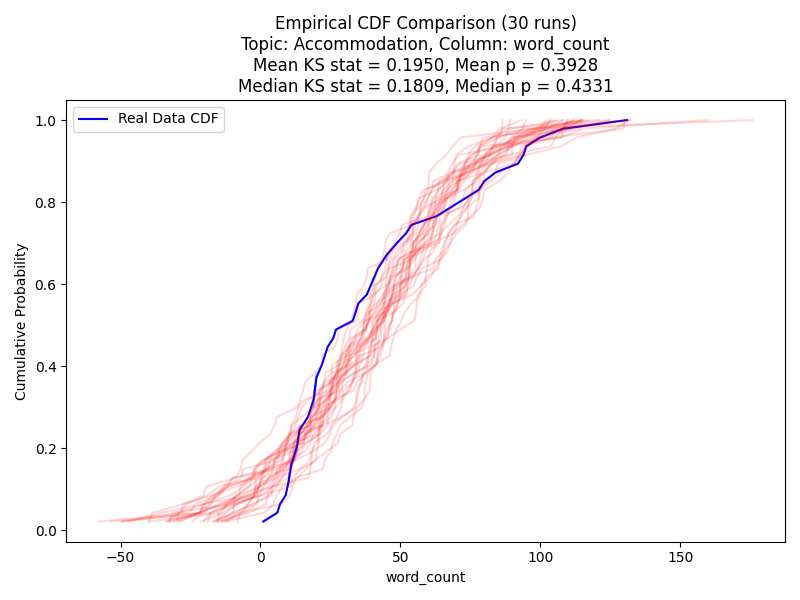 Empirical CDF Comparison (30 runs)
Topic: Accommodation, Column: word_count
Mean KS stat = 0.1950, Mean p = 0.3928
Median KS stat = 0.1809, Median p = 0.4331
Real Data CDF
1.0
0.8
0.6
0.4
0.2
0.0
Cumulative Probability
−50
0
50
100
150
word_count